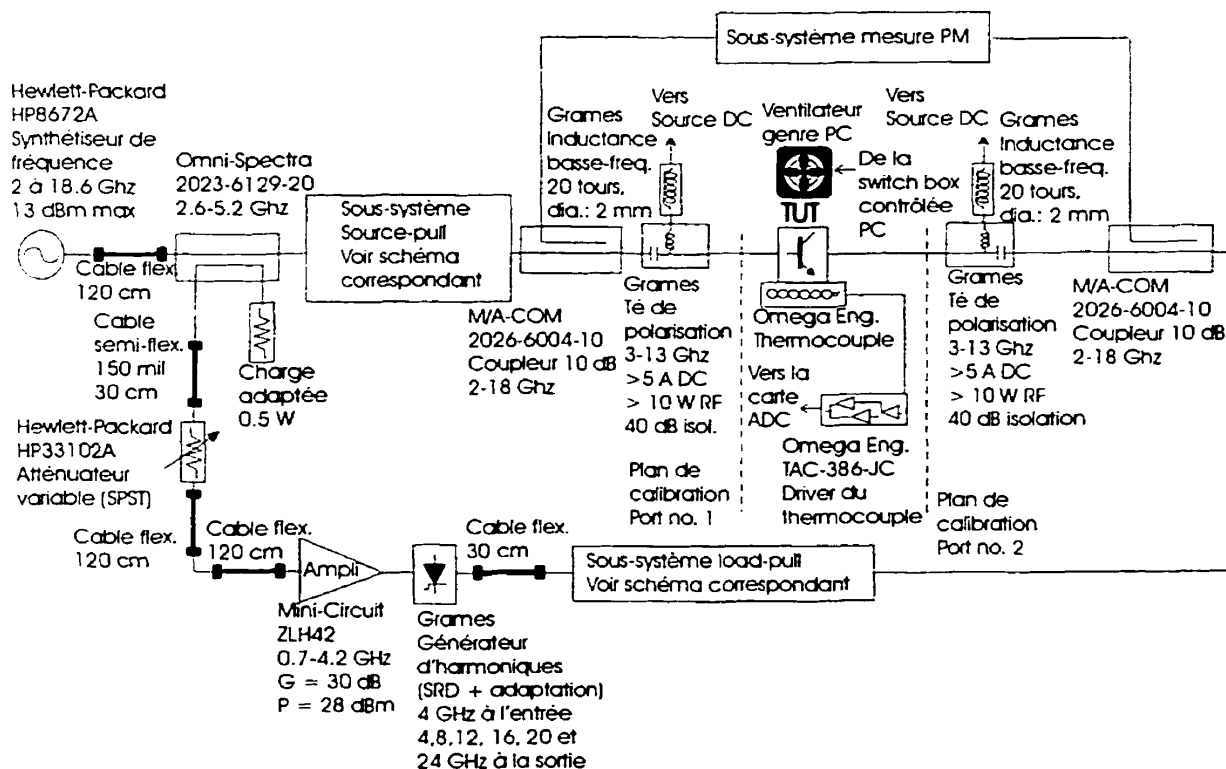 Sous-système mesure PM
Hewlett-Packard
HP8672A
Synthétiseur de
fréquence
2 à 18.6 Ghz
13 dBm max
Omni-Spectra
2023-6129-20
2.6-5.2 Ghz
Cable flex.
120 cm
Sous-système
Source-pull
Voir schéma
correspondant
Grames
Inductance
basse-freq.
20 tours,
dia.: 2 mm
Vers
Source DC
Ventilateur
genre PC
TUT
De la
switch box
contrôlée
PC
Vers
Source DC
Grames
Inductance
basse-freq.
20 tours,
dia.: 2 mm
Cable
semi-flex.
150 mil
30 cm
Charge
adaptée
0.5 W
M/A-COM
2026-6004-10
Coupleur 10 dB
2-18 Ghz
Grames
Té de
polarisation
3-13 Ghz
>5 A DC
> 10 W RF
40 dB isol.
Omega Eng.
Thermocouple
Vers la
carte
ADC
Omega Eng.
TAC-386-JC
Driver du
thermocouple
Grames
Té de
polarisation
3-13 Ghz
>5 A DC
> 10 W RF
40 dB isolation
M/A-COM
2026-6004-10
Coupleur 10 dB
2-18 Ghz
Plan de
calibration
Port no. 1
Plan de
calibration
Port no. 2
Hewlett-Packard
HP33102A
Atténuateur
variable (SPST)
Cable flex.
120 cm
Cable flex.
120 cm
Ampli
Mini-Circuit
ZLH42
0.7-4.2 GHz
G = 30 dB
P = 28 dBm
Grames
Générateur
d'harmoniques
(SRD + adaptation)
4 GHz à l'entrée
4,8,12, 16, 20 et
24 GHz à la sortie
Cable flex.
30 cm
Sous-système load-pull
Voir schéma correspondant